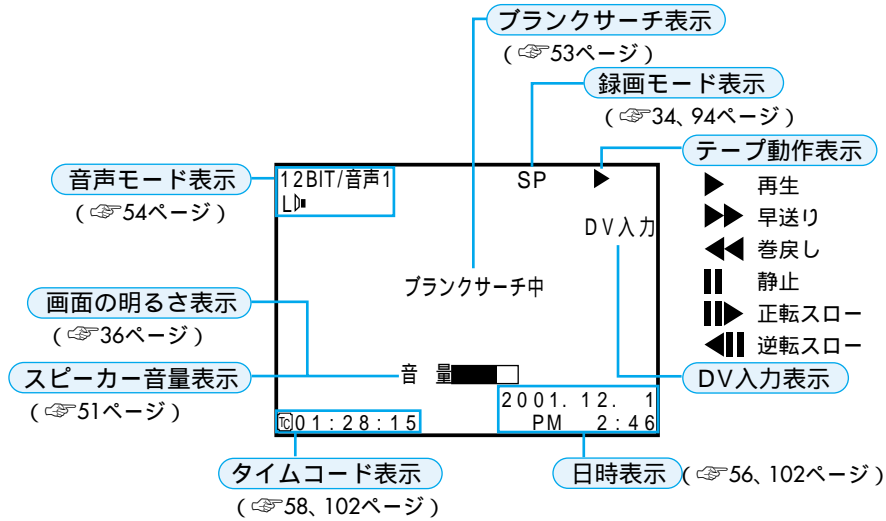 ブランクサーチ表示
(☞53ページ)
録画モード表示
(☞34、94ページ)
テープ動作表示
▶ 再生
▶▶ 早送り
◀◀ 巻戻し
❚❚ 静止
❚❚▶ 正転スロー
◀❚❚ 逆転スロー
音声モード表示
(☞54ページ)
12BIT/音声1
L
SP ▶
DV入力
ブランクサーチ中
画面の明るさ表示
(☞36ページ)
スピーカー音量表示
(☞51ページ)
音 量
DV入力表示
2001. 12. 1
PM 2:46
TC01:28:15
タイムコード表示
(☞58、102ページ)
日時表示(☞56、102ページ)